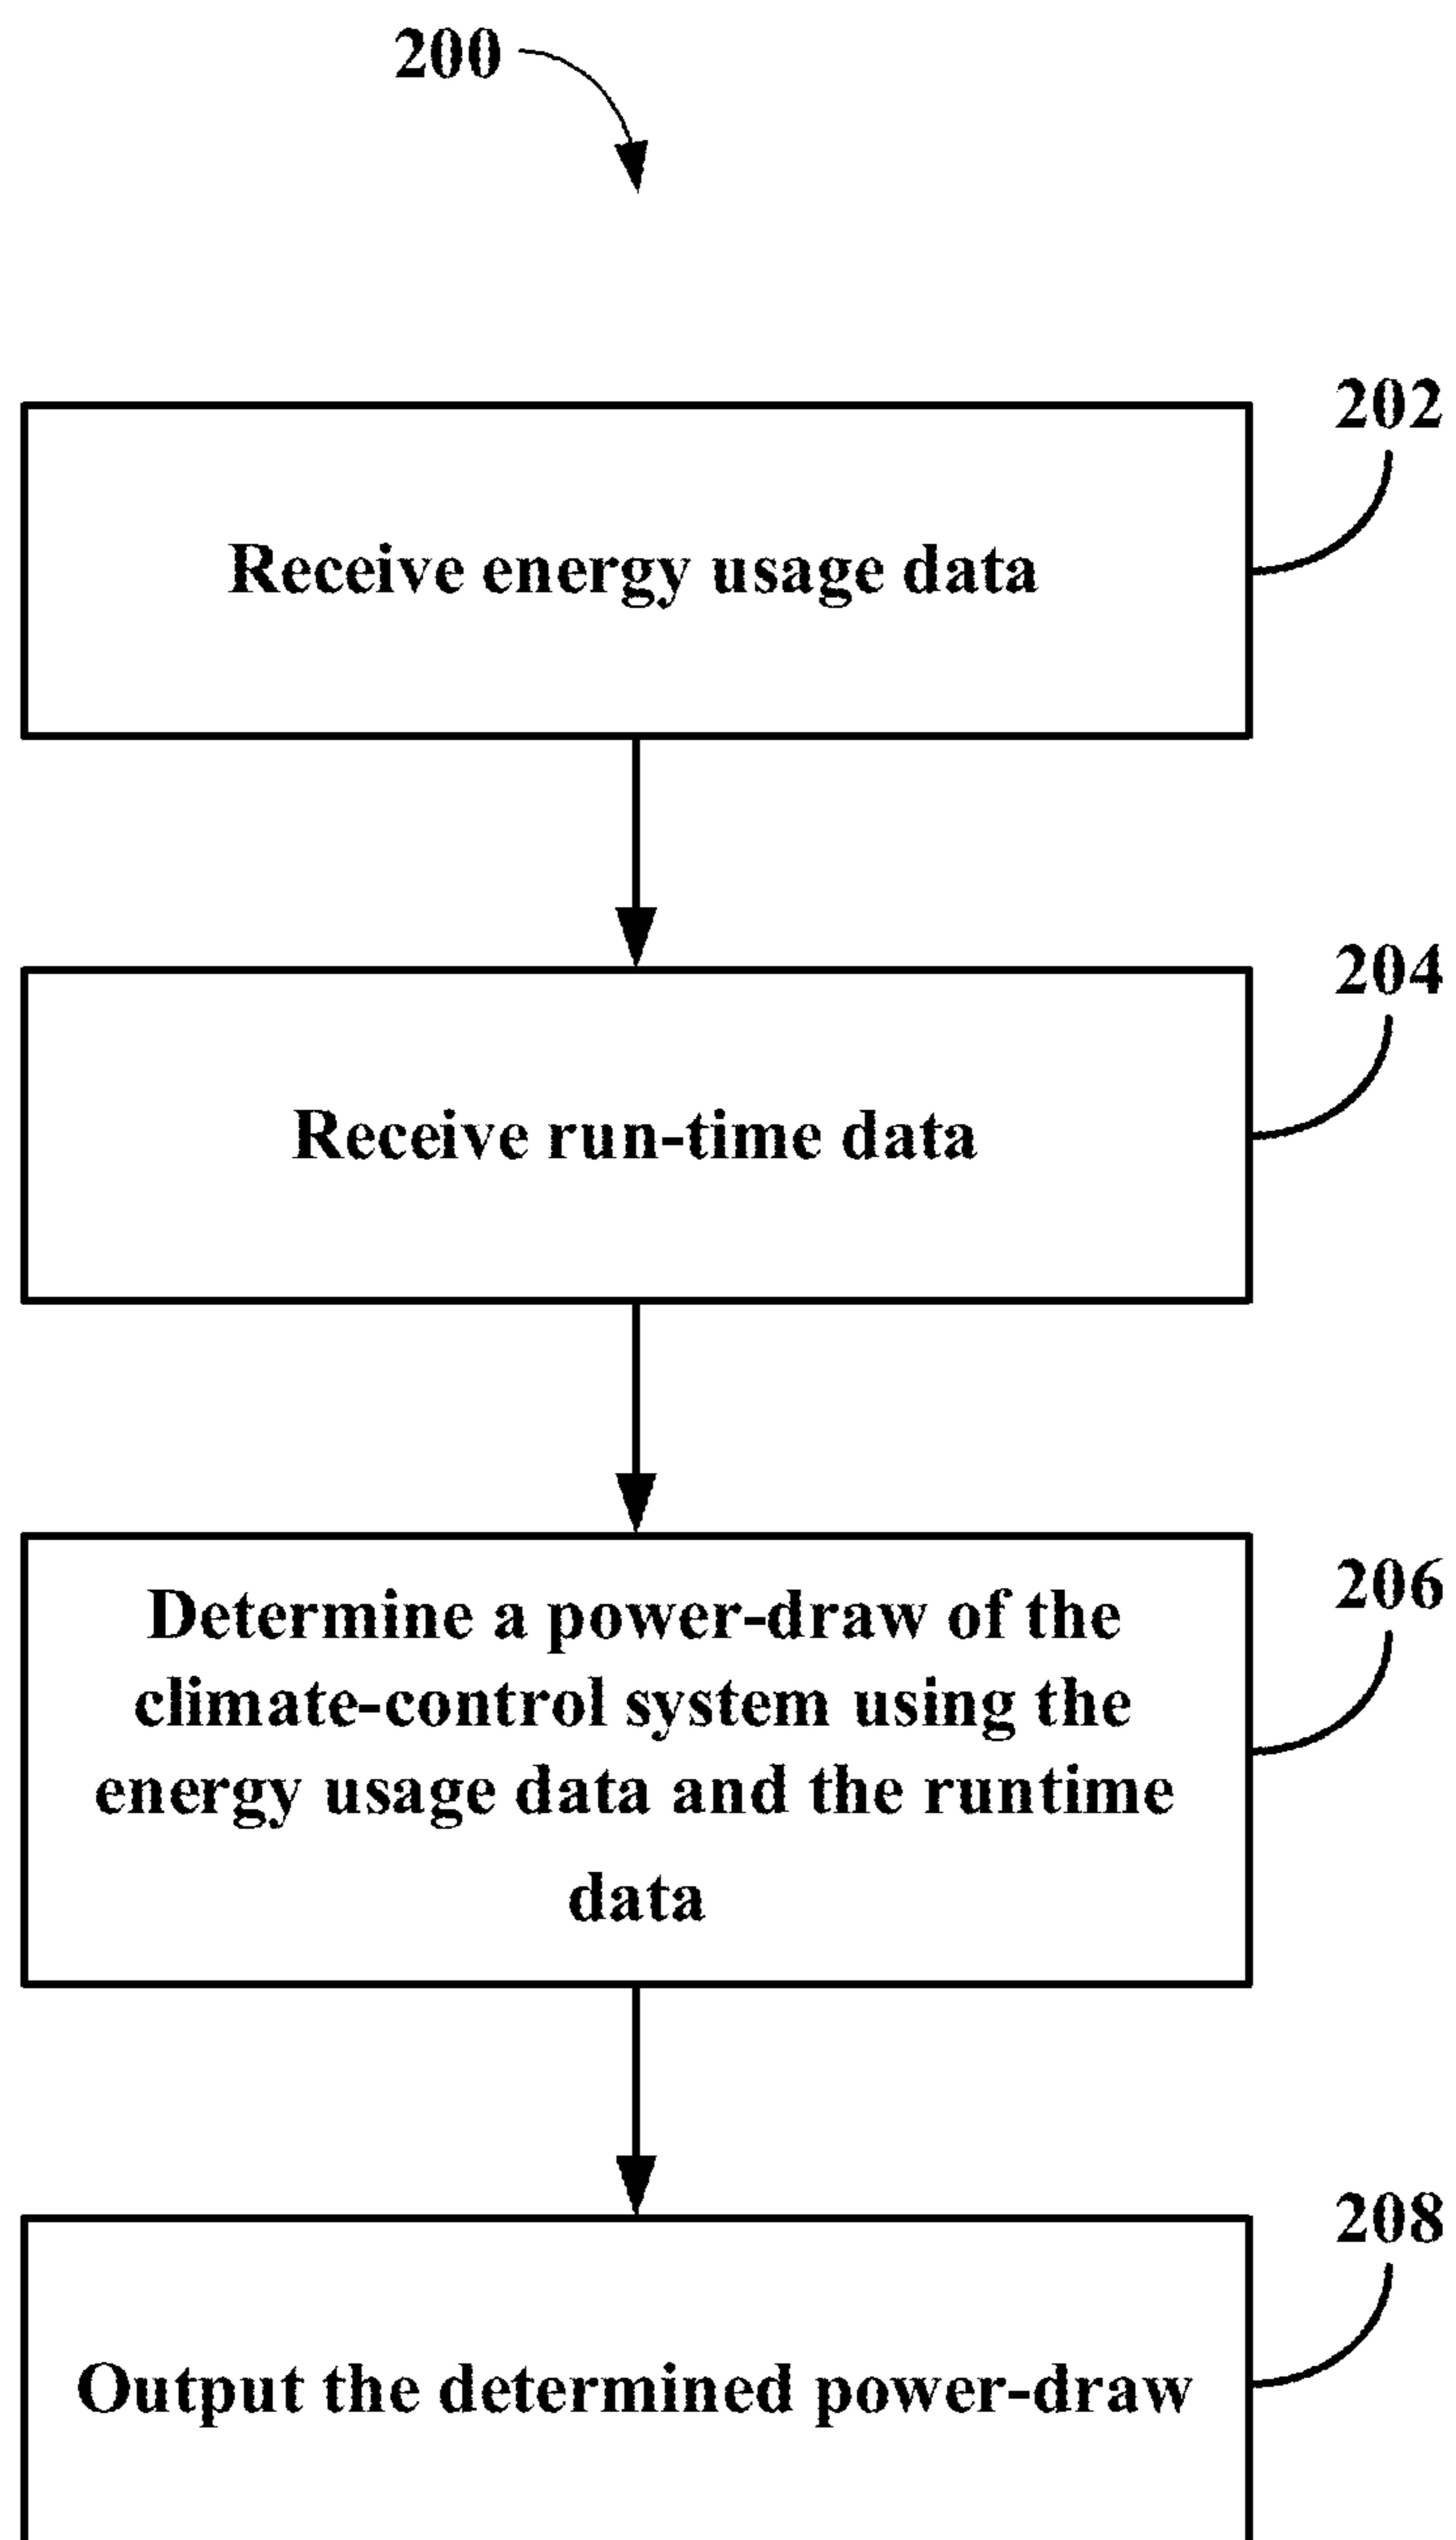 200
202
Receive energy usage data
204
Receive run-time data
206
Determine a power-draw of the
climate-control system using the
energy usage data and the runtime
data
208
Output the determined power-draw